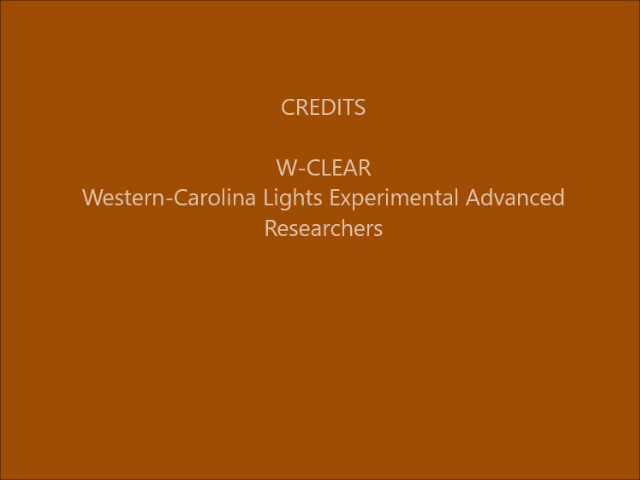 CREDITS
W-CLEAR
Western-Carolina Lights Experimental Advanced
Researchers